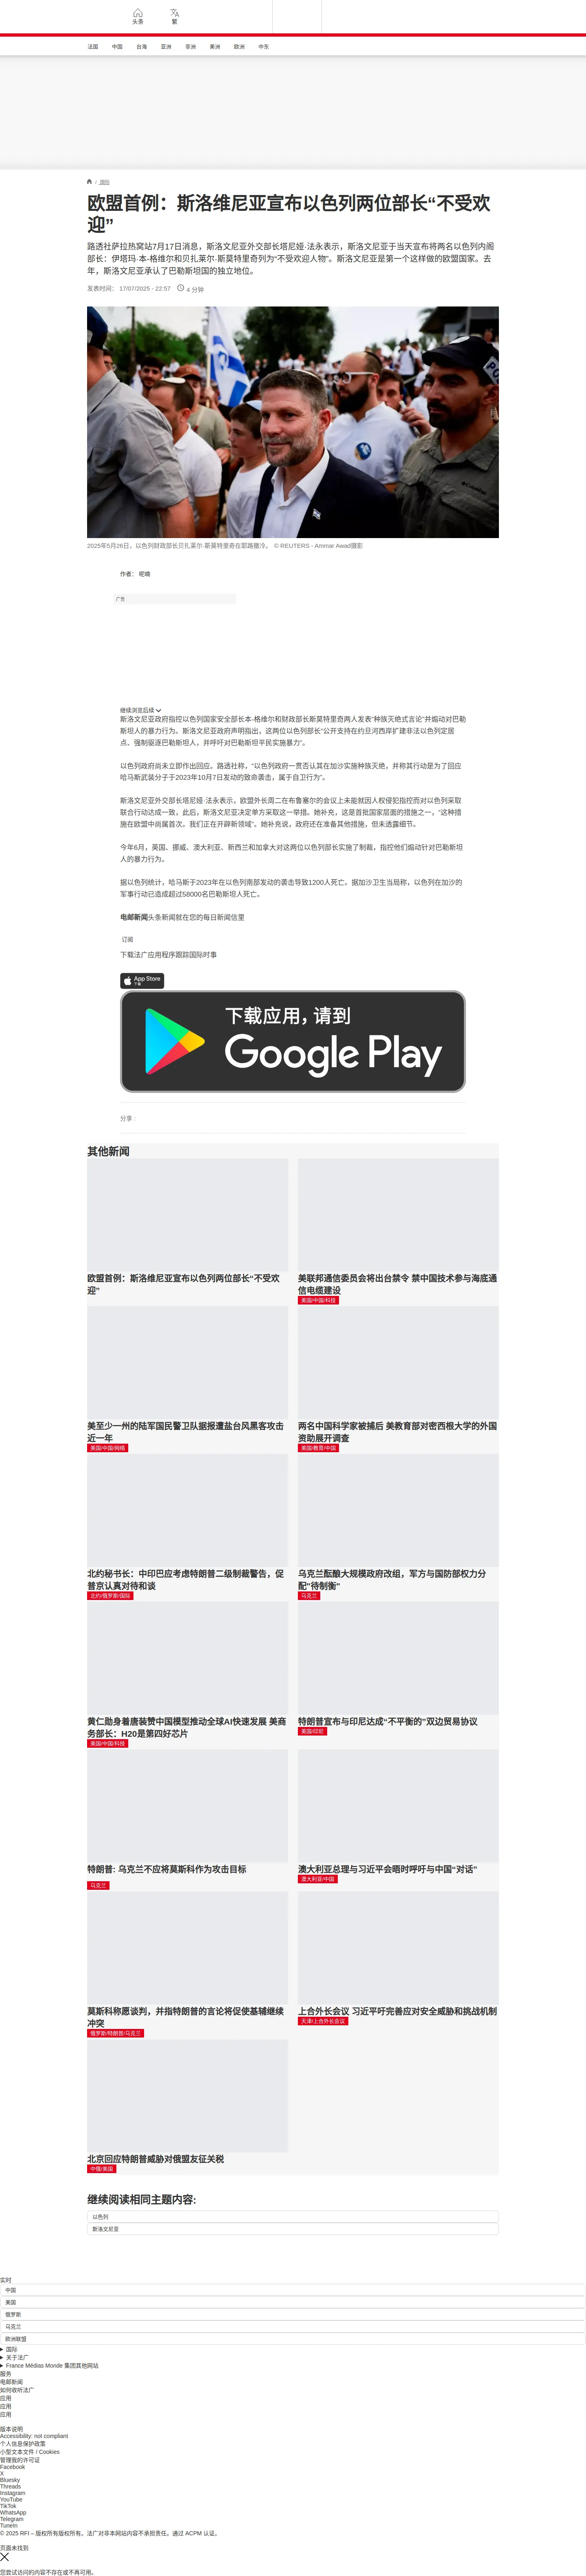 头条
繁
法国 中国 台海 亚洲 非洲 美洲 欧洲 中东
/ 国际
欧盟首例：斯洛维尼亚宣布以色列两位部长“不受欢
迎”
路透社萨拉热窝站7月17日消息，斯洛文尼亚外交部长塔尼娅·法永表示，斯洛文尼亚于当天宣布将两名以色列内阁
部长：伊塔玛·本-格维尔和贝扎莱尔·斯莫特里奇列为“不受欢迎人物”。斯洛文尼亚是第一个这样做的欧盟国家。去
年，斯洛文尼亚承认了巴勒斯坦国的独立地位。
发表时间： 17/07/2025 - 22:57 4 分钟
2025年5月26日，以色列财政部长贝扎莱尔·斯莫特里奇在耶路撒冷。 © REUTERS - Ammar Awad摄影
作者： 呢喃
广告
继续浏览后续
斯洛文尼亚政府指控以色列国家安全部长本-格维尔和财政部长斯莫特里奇两人发表“种族灭绝式言论”并煽动对巴勒
斯坦人的暴力行为。斯洛文尼亚政府声明指出，这两位以色列部长“公开支持在约旦河西岸扩建非法以色列定居
点、强制驱逐巴勒斯坦人，并呼吁对巴勒斯坦平民实施暴力”。
以色列政府尚未立即作出回应。路透社称，“以色列政府一贯否认其在加沙实施种族灭绝，并称其行动是为了回应
哈马斯武装分子于2023年10月7日发动的致命袭击，属于自卫行为”。
斯洛文尼亚外交部长塔尼娅·法永表示，欧盟外长周二在布鲁塞尔的会议上未能就因人权侵犯指控而对以色列采取
联合行动达成一致，此后，斯洛文尼亚决定单方采取这一举措。她补充，这是首批国家层面的措施之一，“这种措
施在欧盟中尚属首次。我们正在开辟新领域”。她补充说，政府还在准备其他措施，但未透露细节。
今年6月，英国、挪威、澳大利亚、新西兰和加拿大对这两位以色列部长实施了制裁，指控他们煽动针对巴勒斯坦
人的暴力行为。
据以色列统计，哈马斯于2023年在以色列南部发动的袭击导致1200人死亡。据加沙卫生当局称，以色列在加沙的
军事行动已造成超过58000名巴勒斯坦人死亡。
电邮新闻头条新闻就在您的每日新闻信里
订阅
下载法广应用程序跟踪国际时事
App Store
下载
下载应用，请到
Google Play
分享 :
其他新闻
欧盟首例：斯洛维尼亚宣布以色列两位部长“不受欢
迎”
美联邦通信委员会将出台禁令 禁中国技术参与海底通
信电缆建设
美国/中国/科技
美至少一州的陆军国民警卫队据报遭盐台风黑客攻击
近一年
美国/中国/网络
两名中国科学家被捕后 美教育部对密西根大学的外国
资助展开调查
美国/教育/中国
北约秘书长：中印巴应考虑特朗普二级制裁警告，促
普京认真对待和谈
北约/俄罗斯/国际
乌克兰酝酿大规模政府改组，军方与国防部权力分
配"待制衡"
乌克兰
黄仁勋身着唐装赞中国模型推动全球AI快速发展 美商
务部长：H20是第四好芯片
美国/中国/科技
特朗普宣布与印尼达成“不平衡的”双边贸易协议
美国/印尼
特朗普: 乌克兰不应将莫斯科作为攻击目标
乌克兰
澳大利亚总理与习近平会晤时呼吁与中国“对话”
澳大利亚/中国
莫斯科称愿谈判，并指特朗普的言论将促使基辅继续
冲突
俄罗斯/特朗普/乌克兰
上合外长会议 习近平吁完善应对安全威胁和挑战机制
天津/上合外长会议
北京回应特朗普威胁对俄盟友征关税
中俄/美国
继续阅读相同主题内容:
以色列
斯洛文尼亚
实时
中国
美国
俄罗斯
乌克兰
欧洲联盟
国际
关于法广
France Médias Monde 集团其他网站
服务
电邮新闻
如何收听法广
应用
应用
应用
版本说明
Accessibility: not compliant
个人信息保护政策
小型文本文件 / Cookies
管理我的许可证
Facebook
X
Bluesky
Threads
Instagram
YouTube
TikTok
WhatsApp
Telegram
TuneIn
© 2025 RFI – 版权所有版权所有。法广对非本网站内容不承担责任。通过 ACPM 认证。
页面未找到
您尝试访问的内容不存在或不再可用。